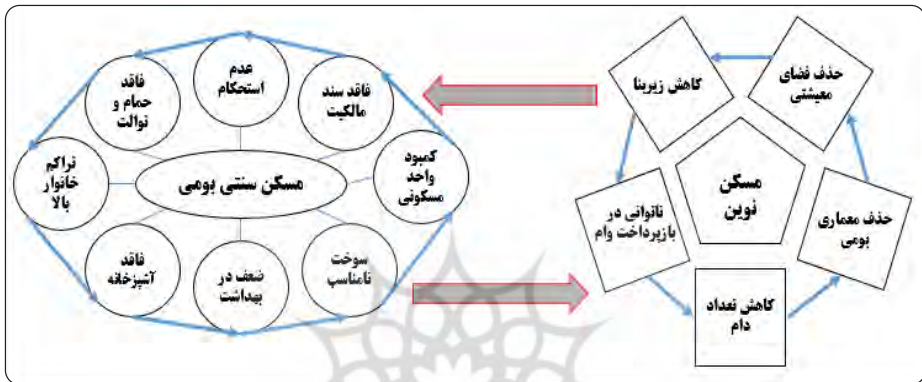 حذف فضای
معیشتی
کاهش زیربنا
ناتوانی در
بازپرداخت وام
کاهش تعداد
دام
حذف معماری
بومی
مسکن
نوین
عدم
استحکام
فاقد سند
مالکیت
کمبود
واحد
مسکونی
سوخت
نامناسب
ضعف در
بهداشت
فاقد
آشپزخانه
تراکم
خانوار
بالا
فاقد
حمام و
توالت
مسکن سنتی بومی